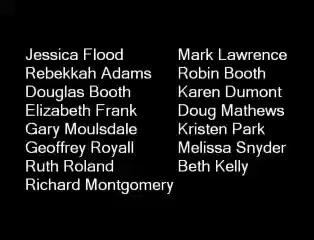 Jessica Flood
Rebekkah Adams
Douglas Booth
Elizabeth Frank
Gary Moulsdale
Geoffrey Royall
Ruth Roland
Richard Montgomery
Mark Lawrence
Robin Booth
Karen Dumont
Doug Mathews
Kristen Park
Melissa Snyder
Beth Kelly